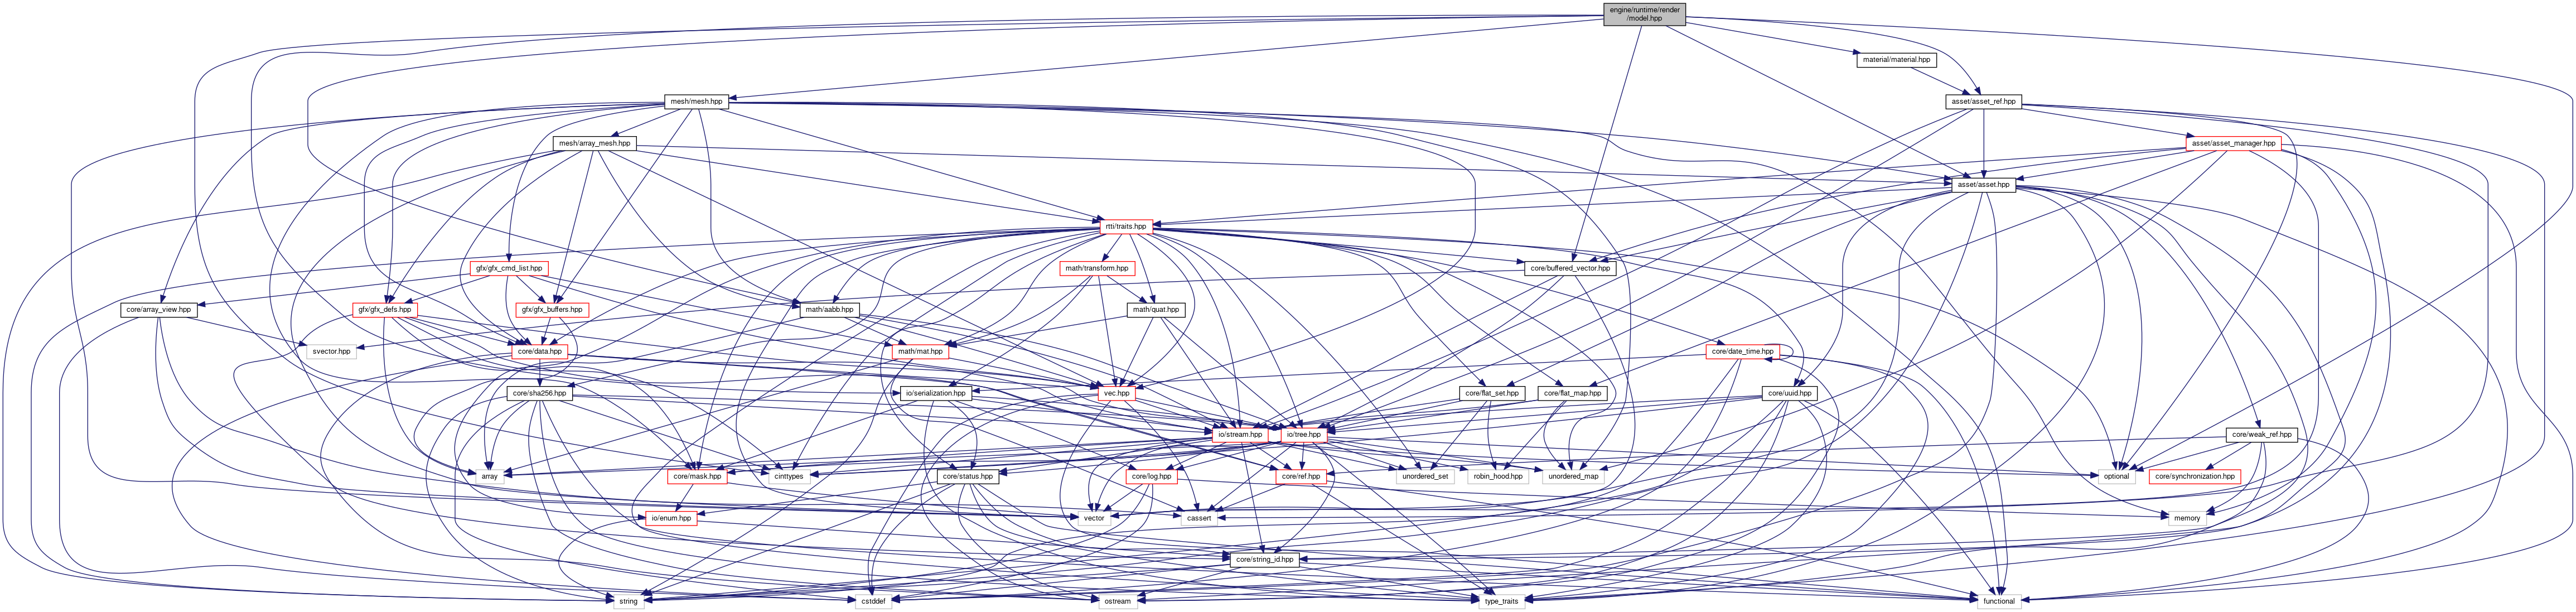 engine/runtime/render
/model.hpp
material/material.hpp
mesh/mesh.hpp
asset/asset_ref.hpp
mesh/array_mesh.hpp
asset/asset_manager.hpp
asset/asset.hpp
rtti/traits.hpp
gfx/gfx_cmd_list.hpp
math/transform.hpp
core/buffered_vector.hpp
core/array_view.hpp
gfx/gfx_defs.hpp
gfx/gfx_buffers.hpp
math/aabb.hpp
math/quat.hpp
svector.hpp
core/data.hpp
math/mat.hpp
core/date_time.hpp
core/sha256.hpp
io/serialization.hpp
vec.hpp
core/flat_set.hpp
core/flat_map.hpp
core/uuid.hpp
io/stream.hpp
io/tree.hpp
core/weak_ref.hpp
array
core/mask.hpp
cinttypes
core/status.hpp
core/log.hpp
core/ref.hpp
unordered_set
robin_hood.hpp
unordered_map
optional
core/synchronization.hpp
io/enum.hpp
vector
cassert
memory
core/string_id.hpp
string
cstddef
ostream
type_traits
functional